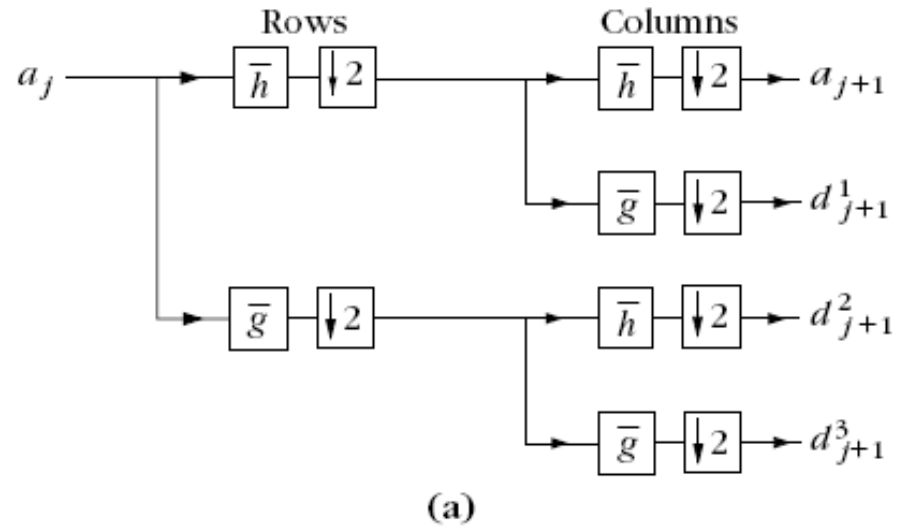 Rows Columns
a_j h̅ ↓2 h̅ ↓2 a_{j+1}
g̅ ↓2 d^1_{j+1}
g̅ ↓2 h̅ ↓2 d^2_{j+1}
g̅ ↓2 d^3_{j+1}
(a)